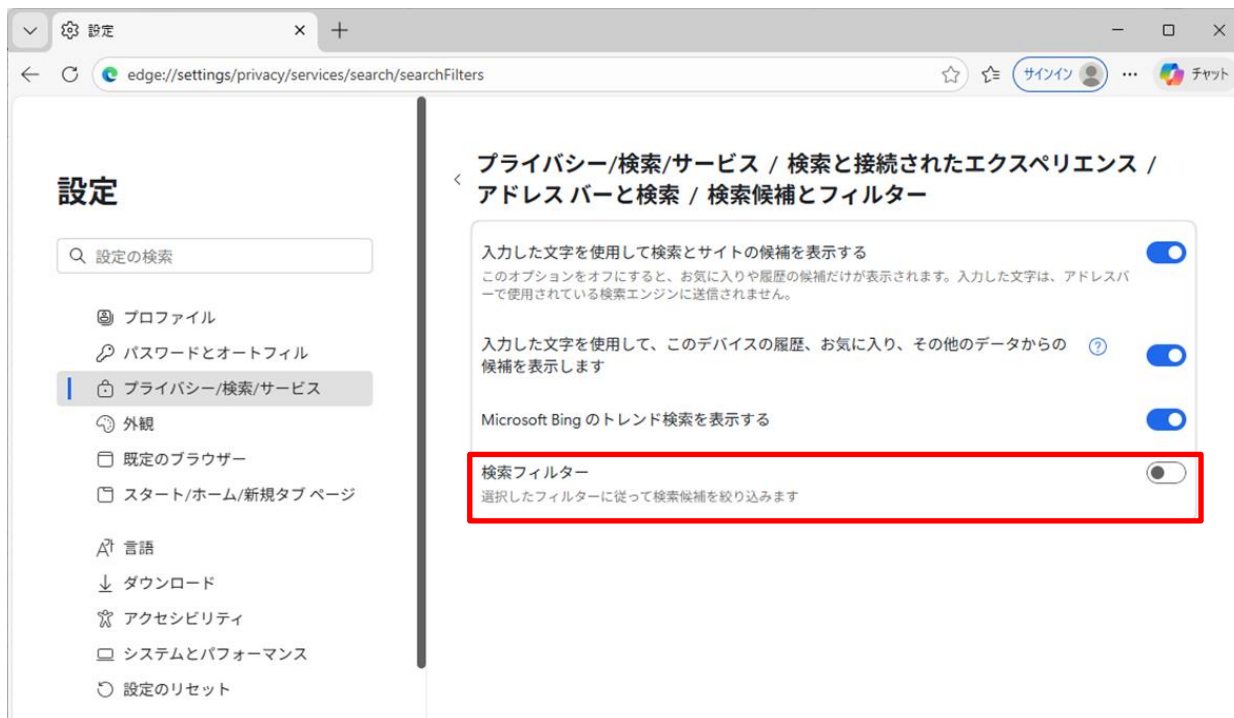 設定
edge://settings/privacy/services/search/searchFilters
サインイン
チャット
設定
設定の検索
プロファイル
パスワードとオートフィル
プライバシー/検索/サービス
外観
既定のブラウザー
スタート/ホーム/新規タブ ページ
言語
ダウンロード
アクセシビリティ
システムとパフォーマンス
設定のリセット
プライバシー/検索/サービス / 検索と接続されたエクスペリエンス /
アドレス バーと検索 / 検索候補とフィルター
入力した文字を使用して検索とサイトの候補を表示する
このオプションをオフにすると、お気に入りや履歴の候補だけが表示されます。入力した文字は、アドレスバ
ーで使用されている検索エンジンに送信されません。
入力した文字を使用して、このデバイスの履歴、お気に入り、その他のデータからの
候補を表示します
Microsoft Bing のトレンド検索を表示する
検索フィルター
選択したフィルターに従って検索候補を絞り込みます